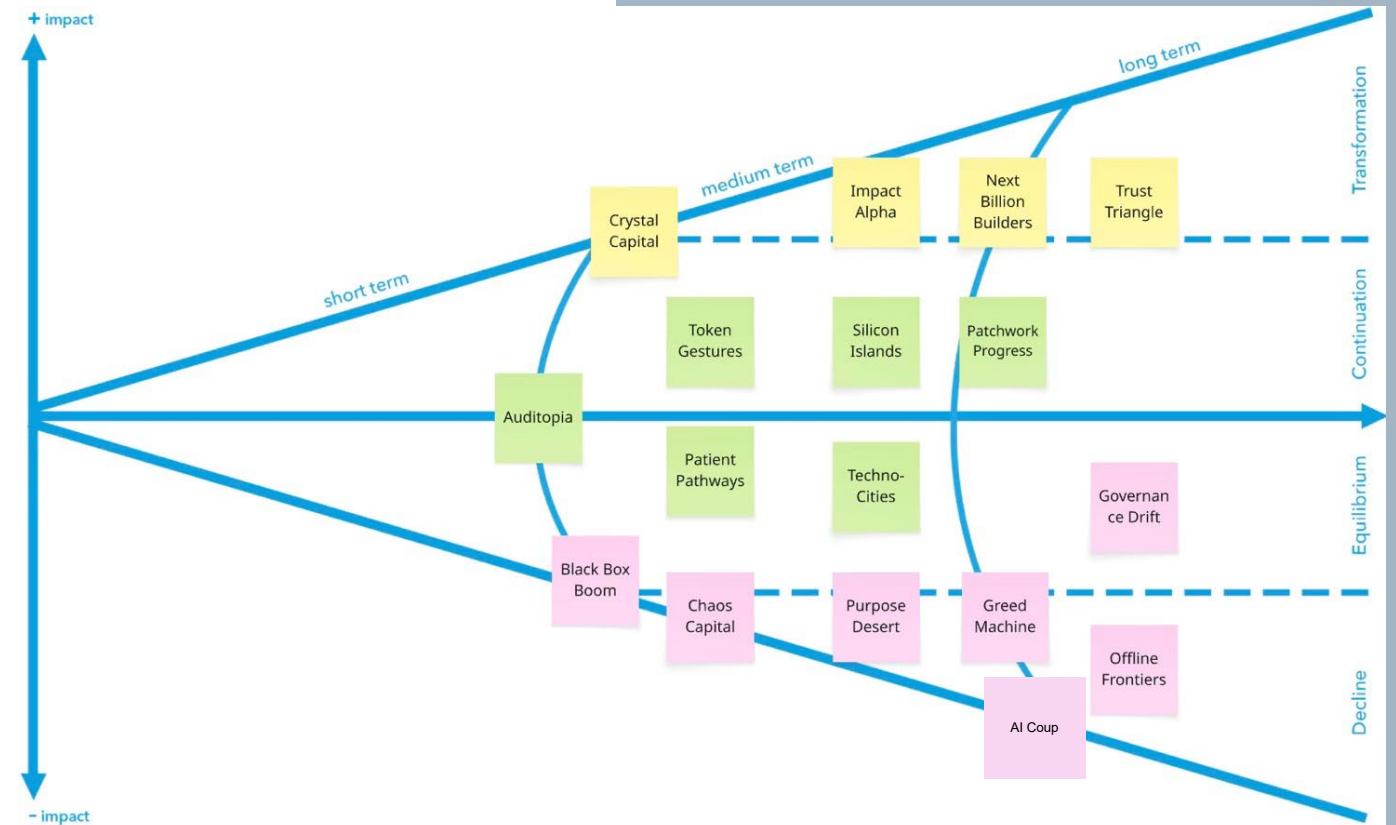 + impact
long term
Transformation
medium term
Impact
Alpha
Next
Billion
Builders
Trust
Triangle
Crystal
Capital
short term
Continuation
Token
Gestures
Silicon
Islands
Patchwork
Progress
Auditopia
Patient
Pathways
Techno-
Cities
Governan
ce Drift
Equilibrium
Black Box
Boom
Chaos
Capital
Purpose
Desert
Greed
Machine
Offline
Frontiers
Decline
AI Coup
- impact